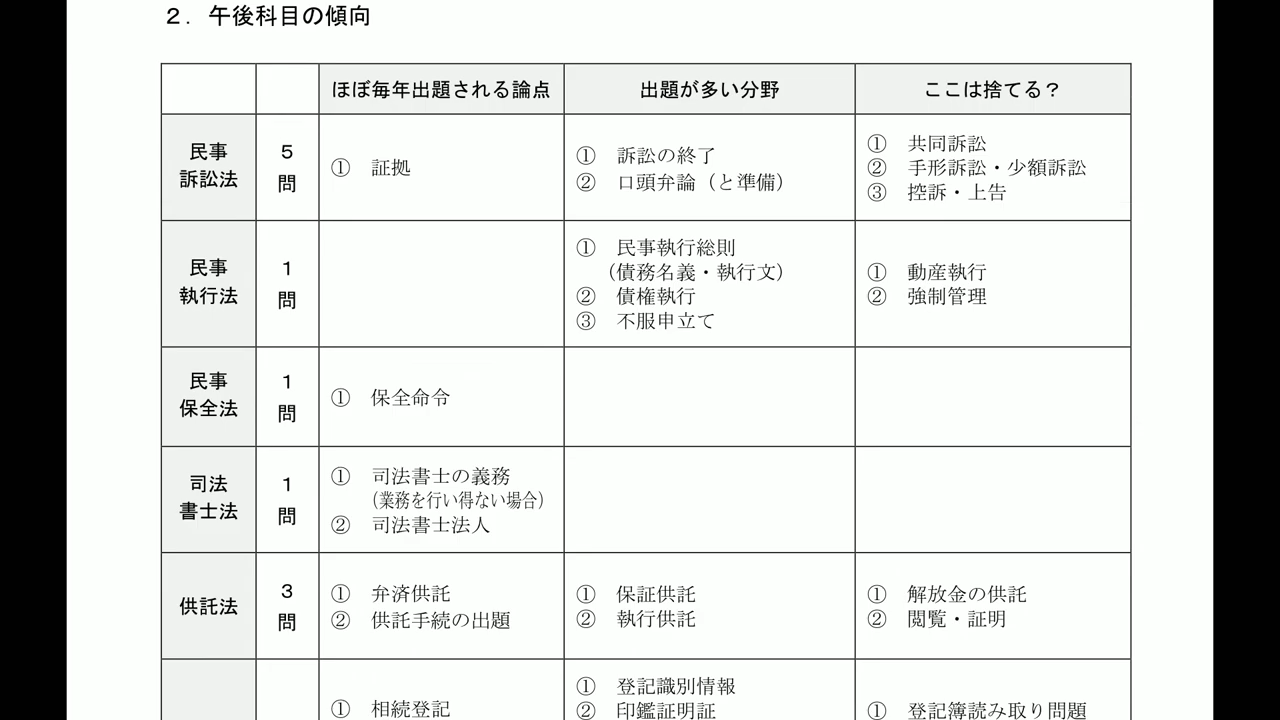 ２．午後科目の傾向
ほぼ毎年出題される論点
出題が多い分野
ここは捨てる？
民事
訴訟法
５
問
① 証拠
① 訴訟の終了
② 口頭弁論（と準備）
① 共同訴訟
② 手形訴訟・少額訴訟
③ 控訴・上告
民事
執行法
１
問
① 民事執行総則
（債務名義・執行文）
② 債権執行
③ 不服申立て
① 動産執行
② 強制管理
民事
保全法
１
問
① 保全命令
司法
書士法
１
問
① 司法書士の義務
（業務を行い得ない場合）
② 司法書士法人
供託法
３
問
① 弁済供託
② 供託手続の出題
① 保証供託
② 執行供託
① 解放金の供託
② 閲覧・証明
① 相続登記
① 登記識別情報
② 印鑑証明証
① 登記簿読み取り問題